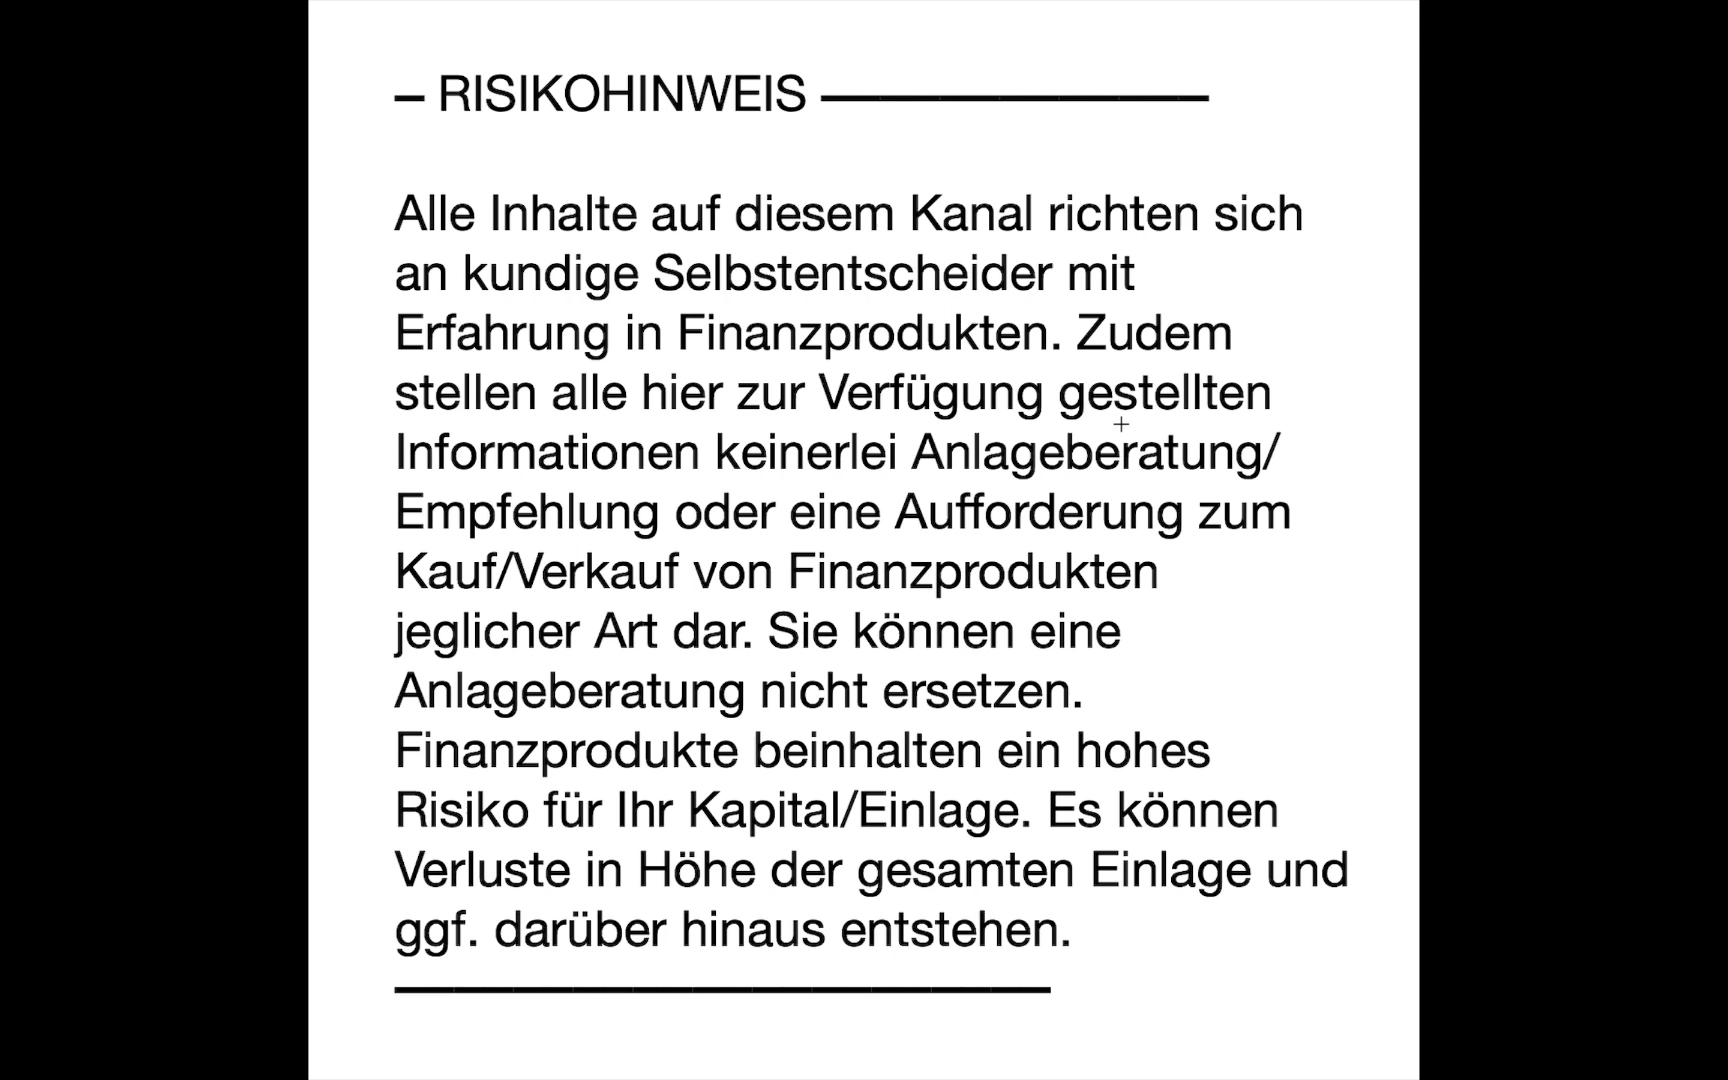 — RISIKOHINWEIS —————————————
Alle Inhalte auf diesem Kanal richten sich
an kundige Selbstentscheider mit
Erfahrung in Finanzprodukten. Zudem
stellen alle hier zur Verfügung gestellten
Informationen keinerlei Anlageberatung/
Empfehlung oder eine Aufforderung zum
Kauf/Verkauf von Finanzprodukten
jeglicher Art dar. Sie können eine
Anlageberatung nicht ersetzen.
Finanzprodukte beinhalten ein hohes
Risiko für Ihr Kapital/Einlage. Es können
Verluste in Höhe der gesamten Einlage und
ggf. darüber hinaus entstehen.